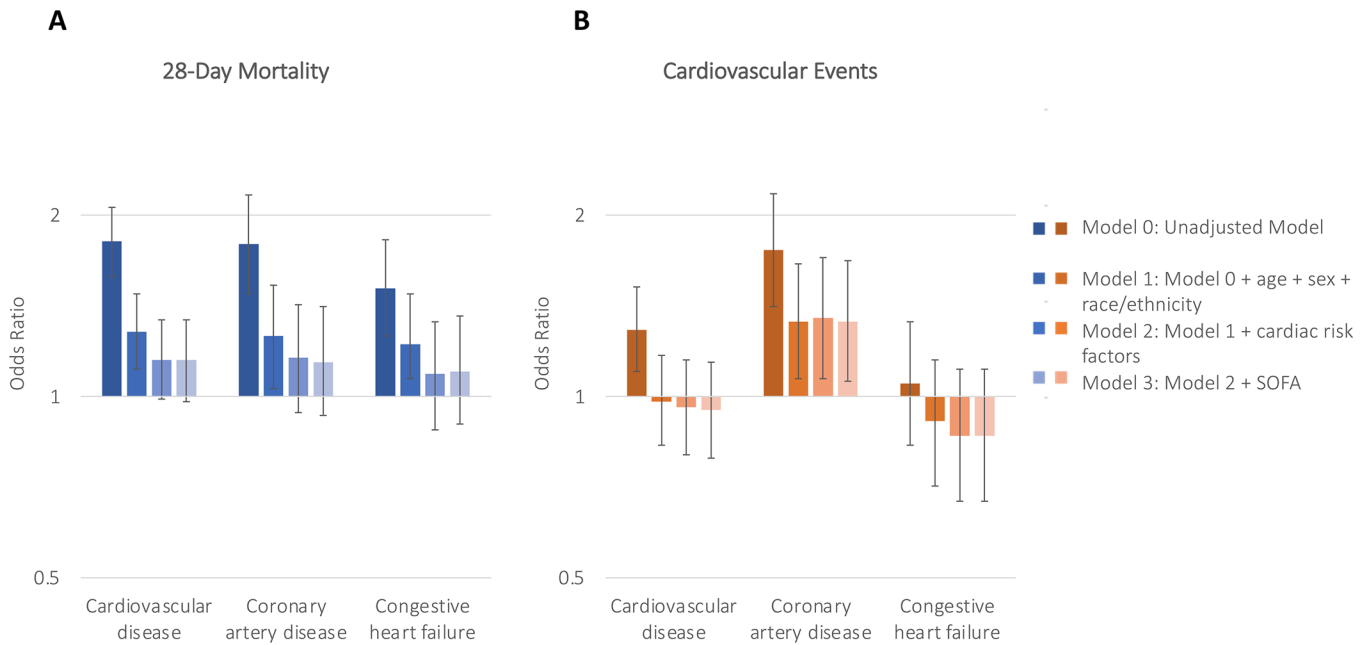 A
B
28-Day Mortality
Cardiovascular Events
Odds Ratio
2
1
0.5
Cardiovascular
disease
Coronary
artery disease
Congestive
heart failure
Odds Ratio
2
1
0.5
Cardiovascular
disease
Coronary
artery disease
Congestive
heart failure
Model 0: Unadjusted Model
Model 1: Model 0 + age + sex +
race/ethnicity
Model 2: Model 1 + cardiac risk
factors
Model 3: Model 2 + SOFA